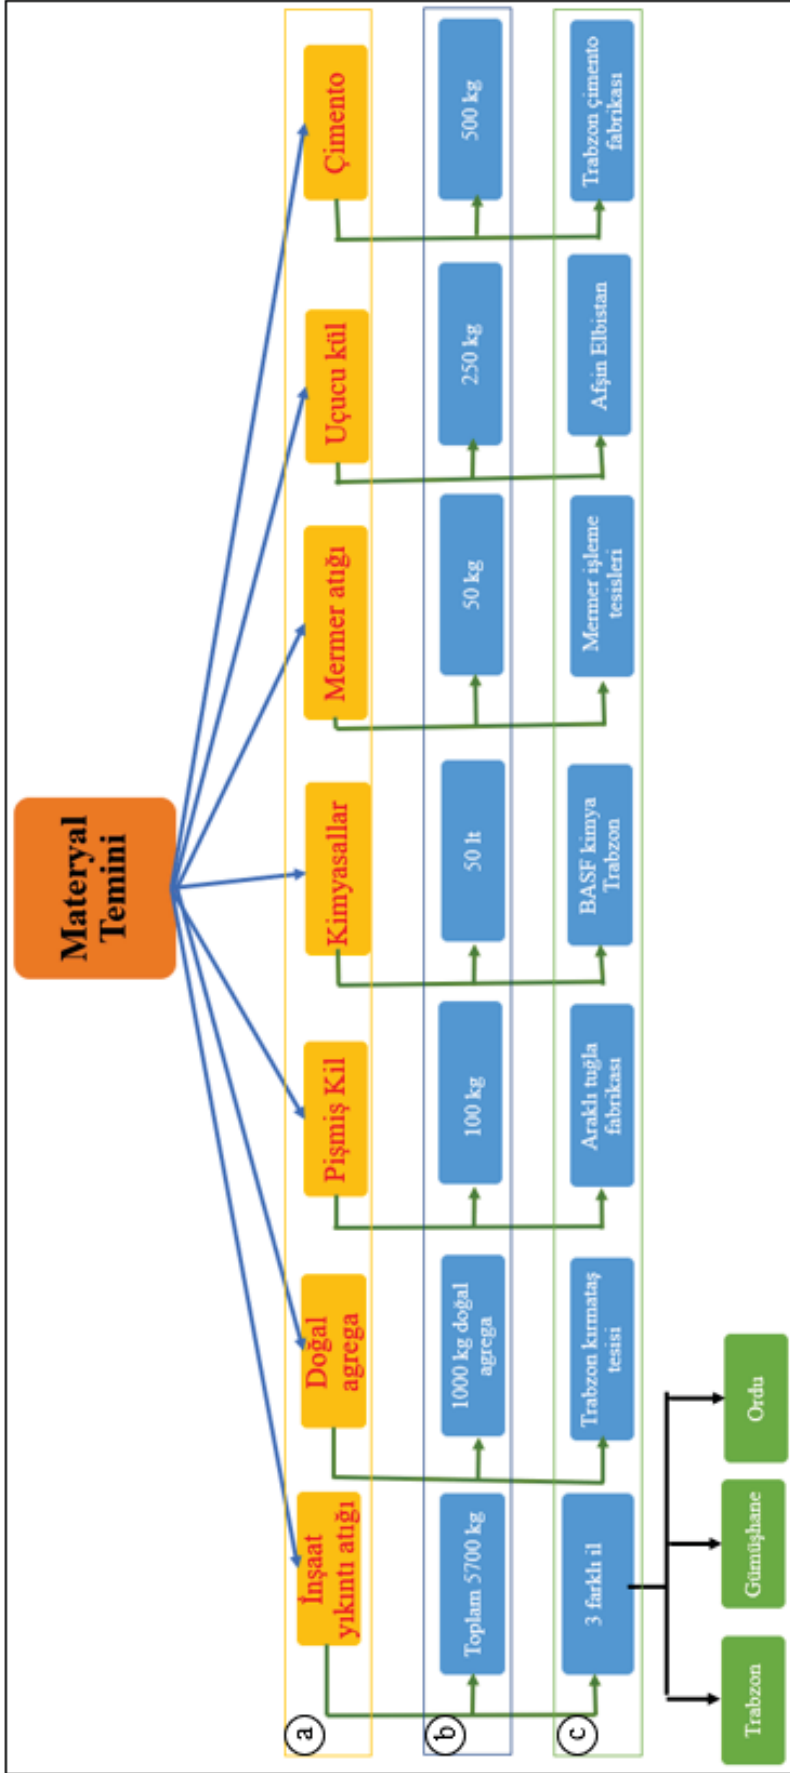 Materyal
Temini
a
İnşaat
yıkıntı atığı
Doğal
agrega
Pişmiş Kil
Kimyasallar
Mermer atığı
Uçucu kül
Çimento
b
Toplam 5700 kg
1000 kg doğal
agrega
100 kg
50 lt
50 kg
250 kg
500 kg
c
3 farklı il
Trabzon kırmataş
tesisi
Araklı tuğla
fabrikası
BASF kimya
Trabzon
Mermer işleme
tesisleri
Afşin Elbistan
Trabzon çimento
fabrikası
Trabzon
Gümüşhane
Ordu